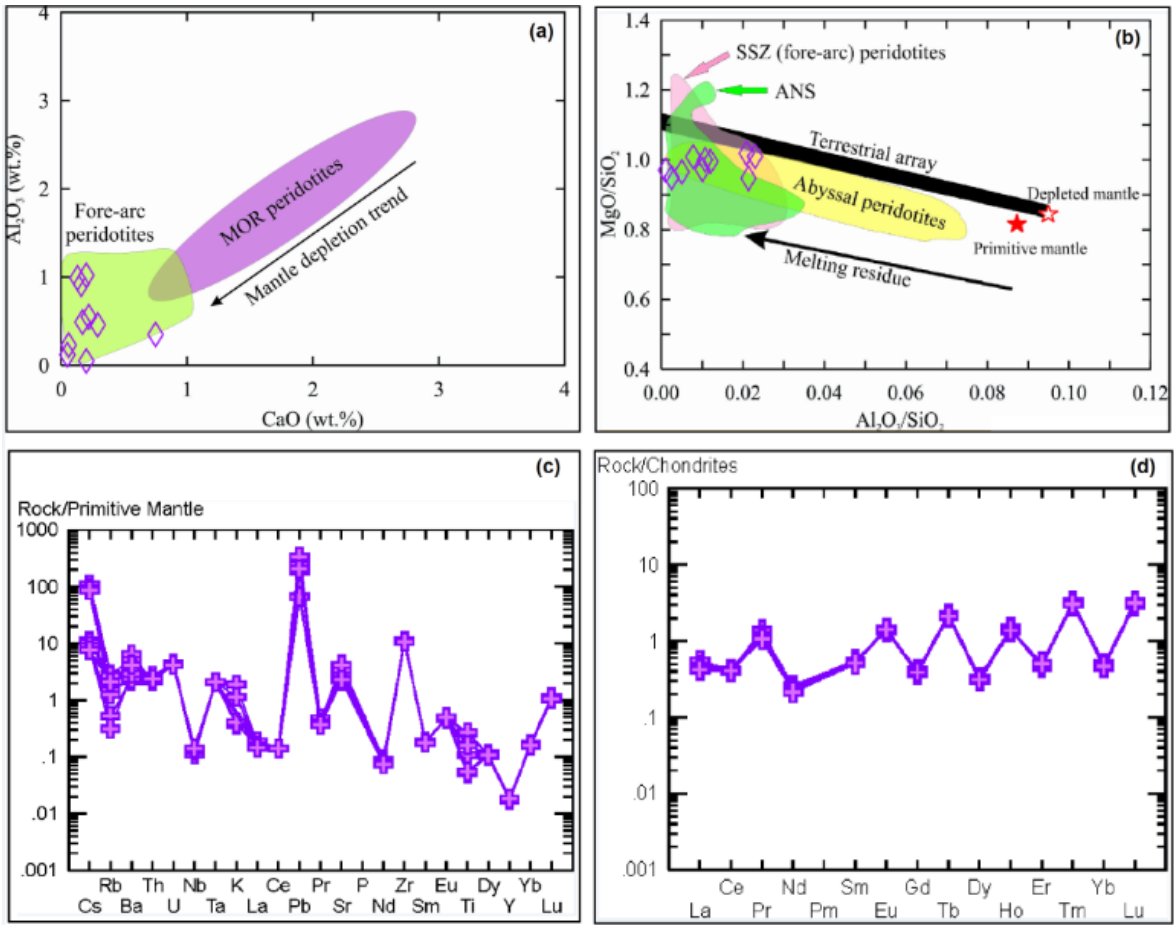 (a)
4
3
2
1
0
Al₂O₃ (wt.%)
Fore-arc
peridotites
MOR peridotites
Mantle depletion trend
0 1 2 3 4
CaO (wt.%)
(b)
SSZ (fore-arc) peridotites
ANS
1.4
1.2
1.0
0.8
0.6
0.4
MgO/SiO₂
Terrestrial array
Abyssal peridotites
Depleted mantle
Primitive mantle
Melting residue
0.00 0.02 0.04 0.06 0.08 0.10 0.12
Al₂O₃/SiO₂
(c)
Rock/Primitive Mantle
1000
100
10
1
0.1
.01
.001
Rb Th Nb K Ce Pr P Zr Eu Dy Yb
Cs Ba U Ta La Pb Sr Nd Sm Ti Y Lu
(d)
Rock/Chondrites
100
10
1
.1
.01
.001
Ce Nd Sm Gd Dy Er Yb
La Pr Pm Eu Tb Ho Tm Lu